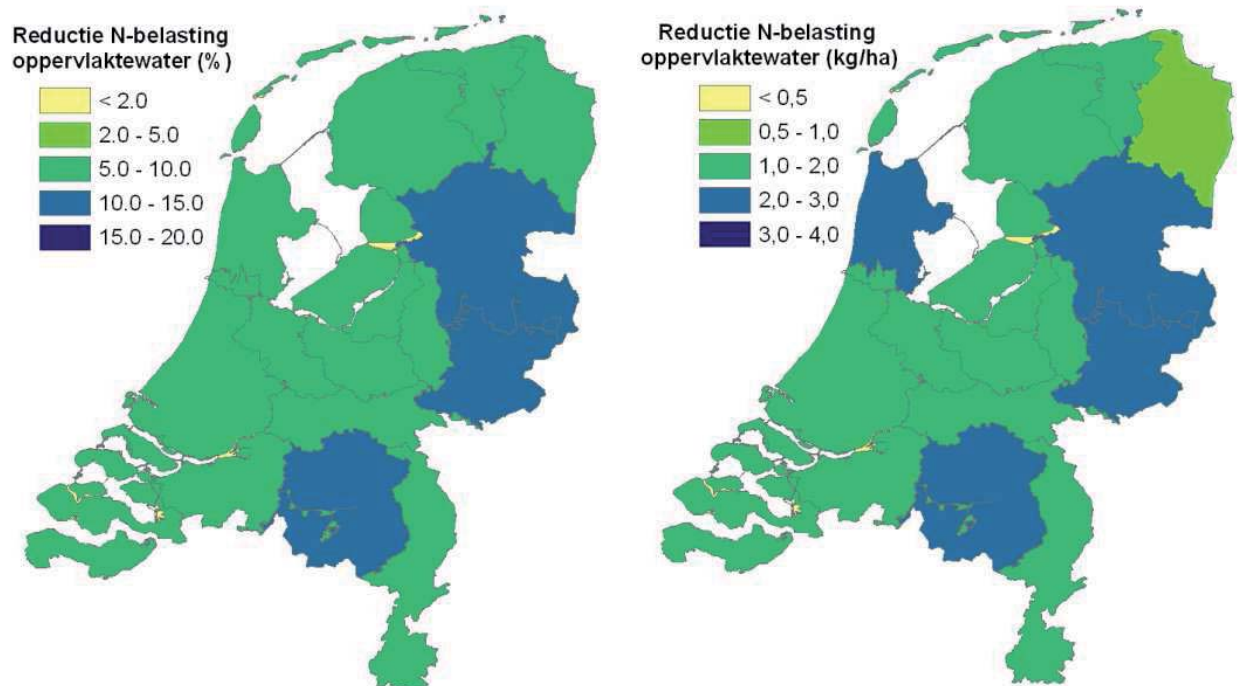 Reductie N-belasting
oppervlaktewater (%)
< 2.0
2.0 - 5.0
5.0 - 10.0
10.0 - 15.0
15.0 - 20.0
Reductie N-belasting
oppervlaktewater (kg/ha)
< 0,5
0,5 - 1,0
1,0 - 2,0
2,0 - 3,0
3,0 - 4,0